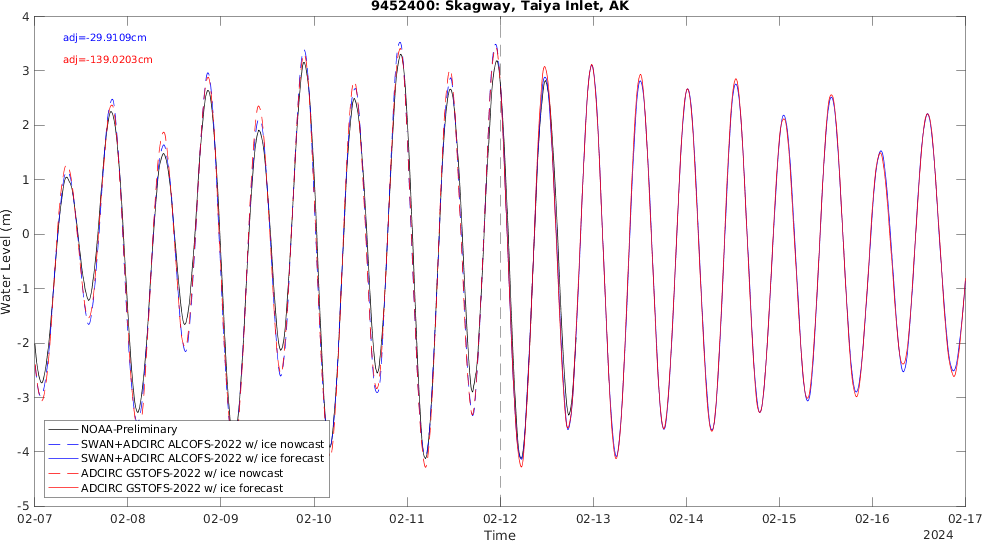 9452400: Skagway, Taiya Inlet, AK
adj=-29.9109cm
adj=-139.0203cm
Water Level (m)
4
3
2
1
0
-1
-2
-3
-4
-5
NOAA-Preliminary
SWAN+ADCIRC ALCOFS-2022 w/ ice nowcast
SWAN+ADCIRC ALCOFS-2022 w/ ice forecast
ADCIRC GSTOFS-2022 w/ ice nowcast
ADCIRC GSTOFS-2022 w/ ice forecast
02-07 02-08 02-09 02-10 02-11 02-12 02-13 02-14 02-15 02-16 02-17
Time
2024